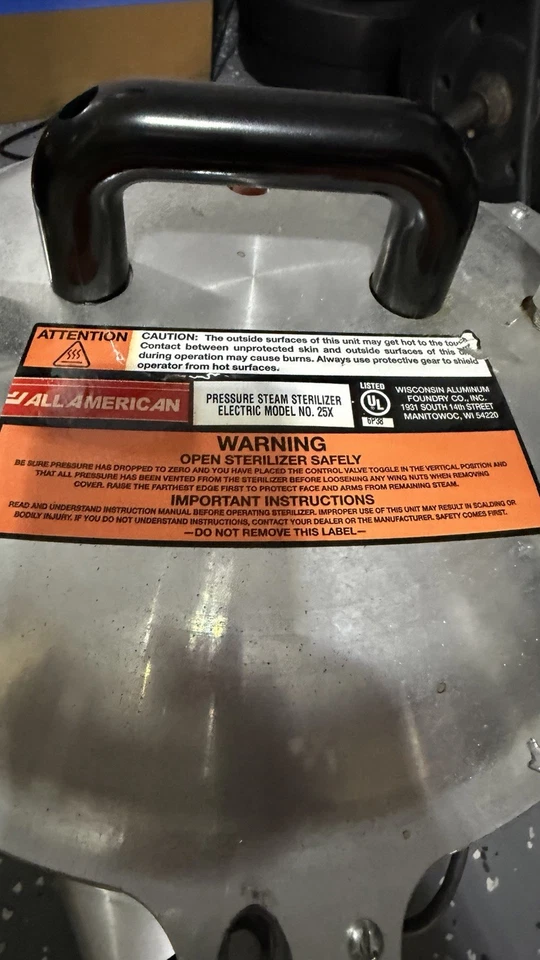 ATTENTION
CAUTION: The outside surfaces of this unit may get hot to the touch.
Contact between unprotected skin and outside surfaces of this
during operation may cause burns. Always use protective gear to shield
operator from hot surfaces.
ALL AMERICAN
PRESSURE STEAM STERILIZER
ELECTRIC MODEL NO. 25X
LISTED
UL
6P38
WISCONSIN ALUMINUM
FOUNDRY CO., INC.
1931 SOUTH 14th STREET
MANITOWOC, WI 54220
WARNING
OPEN STERILIZER SAFELY
BE SURE PRESSURE HAS DROPPED TO ZERO AND YOU HAVE PLACED THE CONTROL VALVE TOGGLE IN THE VERTICAL POSITION AND
THAT ALL PRESSURE HAS BEEN VENTED FROM THE STERILIZER BEFORE LOOSENING ANY WING NUTS WHEN REMOVING
COVER. RAISE THE FARTHEST EDGE FIRST TO PROTECT FACE AND ARMS FROM REMAINING STEAM.
IMPORTANT INSTRUCTIONS
READ AND UNDERSTAND INSTRUCTION MANUAL BEFORE OPERATING STERILIZER. IMPROPER USE OF THIS UNIT MAY RESULT IN SCALDING OR
BODILY INJURY. IF YOU DO NOT UNDERSTAND INSTRUCTIONS, CONTACT YOUR DEALER OR THE MANUFACTURER. SAFETY COMES FIRST.
—DO NOT REMOVE THIS LABEL—